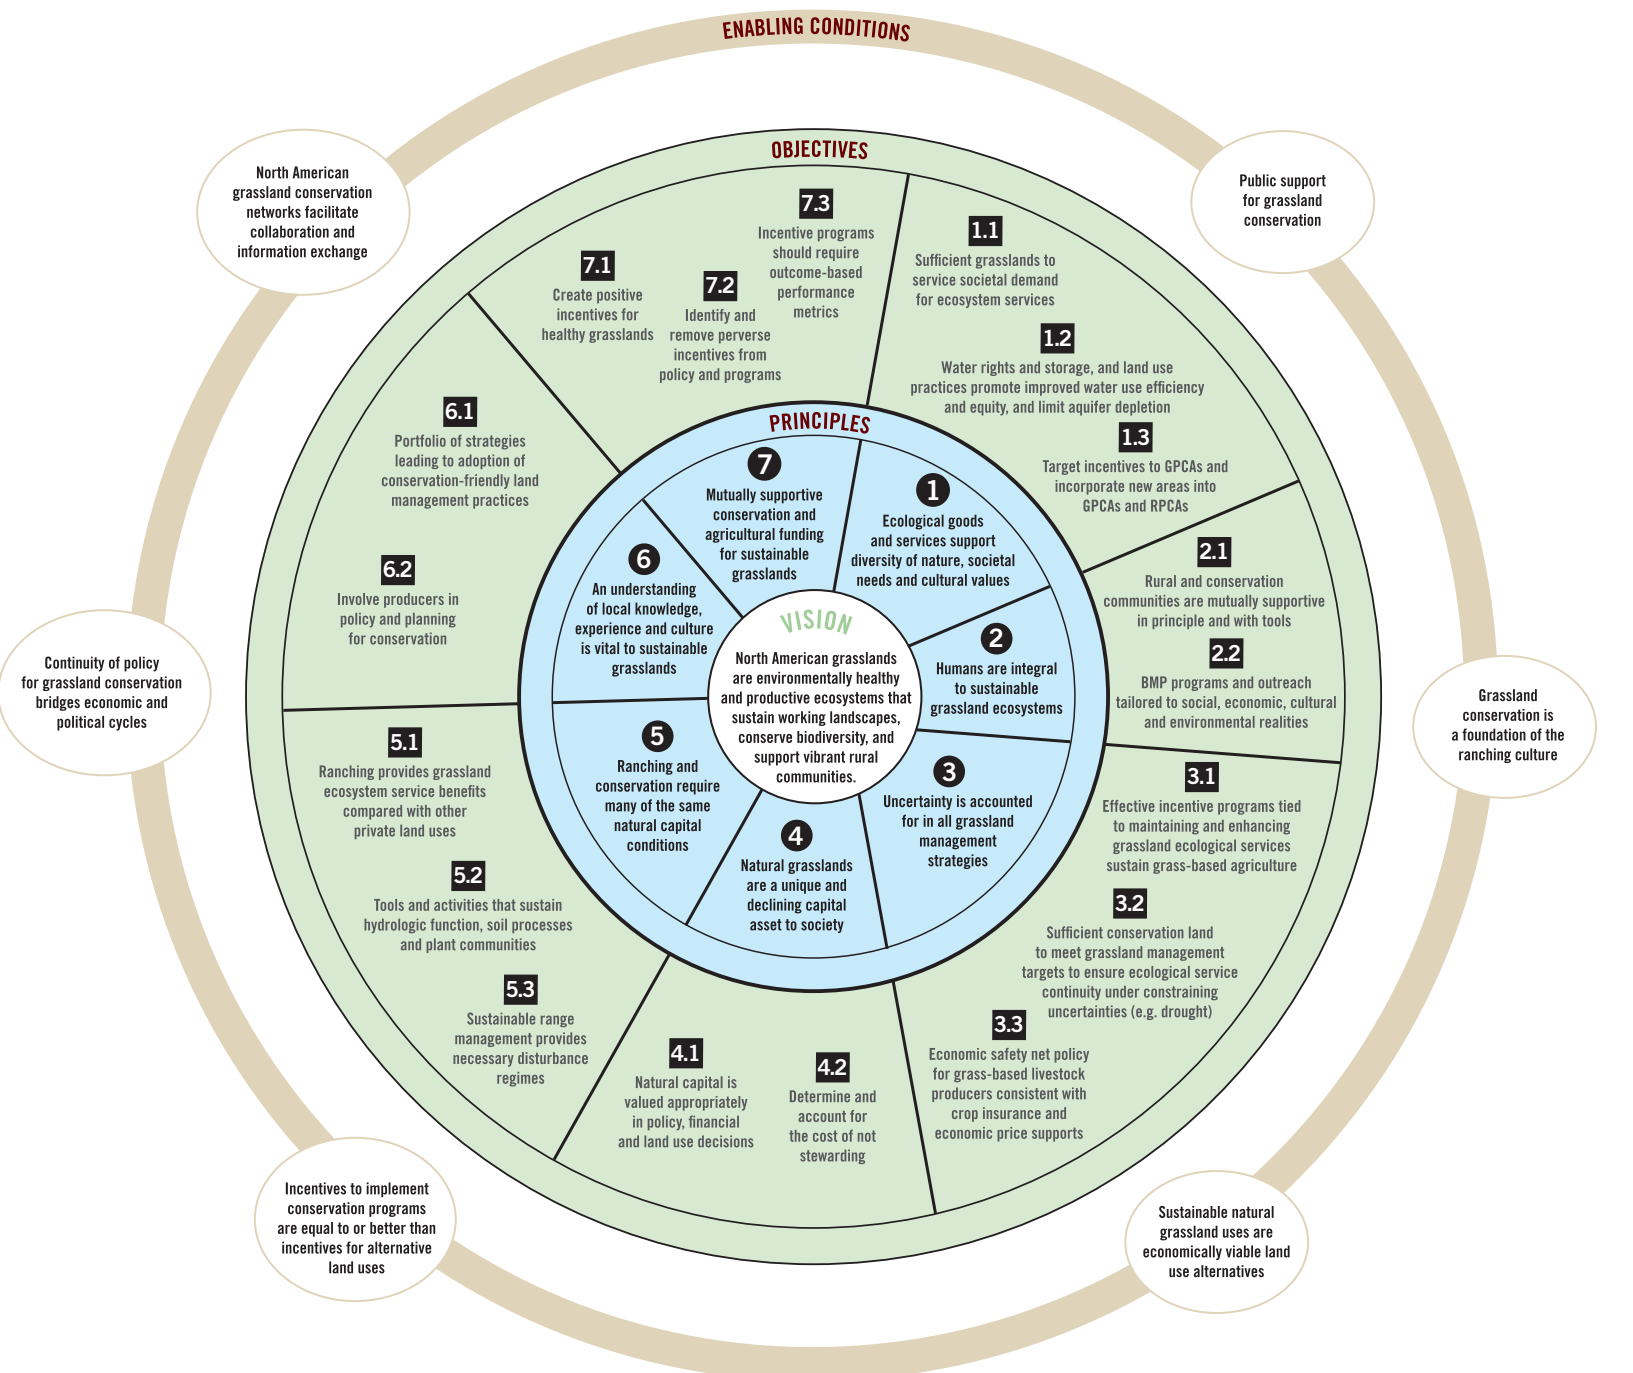 ENABLING CONDITIONS
North American
grassland conservation
networks facilitate
collaboration and
information exchange
Public support
for grassland
conservation
Grassland
conservation is
a foundation of the
ranching culture
Sustainable natural
grassland uses are
economically viable land
use alternatives
Incentives to implement
conservation programs
are equal to or better than
incentives for alternative
land uses
Continuity of policy
for grassland conservation
bridges economic and
political cycles
OBJECTIVES
1.1
Sufficient grasslands to
service societal demand
for ecosystem services
1.2
Water rights and storage, and land use
practices promote improved water use efficiency
and equity, and limit aquifer depletion
1.3
Target incentives to GPCAs and
incorporate new areas into
GPCAs and RPCAs
2.1
Rural and conservation
communities are mutually supportive
in principle and with tools
2.2
BMP programs and outreach
tailored to social, economic, cultural
and environmental realities
3.1
Effective incentive programs tied
to maintaining and enhancing
grassland ecological services
sustain grass-based agriculture
3.2
Sufficient conservation land
to meet grassland management
targets to ensure ecological service
continuity under constraining
uncertainties (e.g. drought)
3.3
Economic safety net policy
for grass-based livestock
producers consistent with
crop insurance and
economic price supports
4.1
Natural capital is
valued appropriately
in policy, financial
and land use decisions
4.2
Determine and
account for
the cost of not
stewarding
5.1
Ranching provides grassland
ecosystem service benefits
compared with other
private land uses
5.2
Tools and activities that sustain
hydrologic function, soil processes
and plant communities
5.3
Sustainable range
management provides
necessary disturbance
regimes
6.1
Portfolio of strategies
leading to adoption of
conservation-friendly land
management practices
6.2
Involve producers in
policy and planning
for conservation
7.1
Create positive
incentives for
healthy grasslands
7.2
Identify and
remove perverse
incentives from
policy and programs
7.3
Incentive programs
should require
outcome-based
performance
metrics
PRINCIPLES
1
Ecological goods
and services support
diversity of nature, societal
needs and cultural values
2
Humans are integral
to sustainable
grassland ecosystems
3
Uncertainty is accounted
for in all grassland
management
strategies
4
Natural grasslands
are a unique and
declining capital
asset to society
5
Ranching and
conservation require
many of the same
natural capital
conditions
6
An understanding
of local knowledge,
experience and culture
is vital to sustainable
grasslands
7
Mutually supportive
conservation and
agricultural funding
for sustainable
grasslands
VISION
North American grasslands
are environmentally healthy
and productive ecosystems that
sustain working landscapes,
conserve biodiversity, and
support vibrant rural
communities.